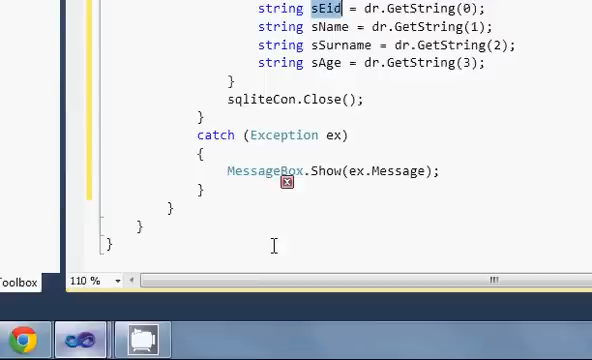 string sEid = dr.GetString(0);
string sName = dr.GetString(1);
string sSurname = dr.GetString(2);
string sAge = dr.GetString(3);
}
sqliteCon.Close();
}
catch (Exception ex)
{
MessageBox.Show(ex.Message);
}
}
}
}
Toolbox
110 %